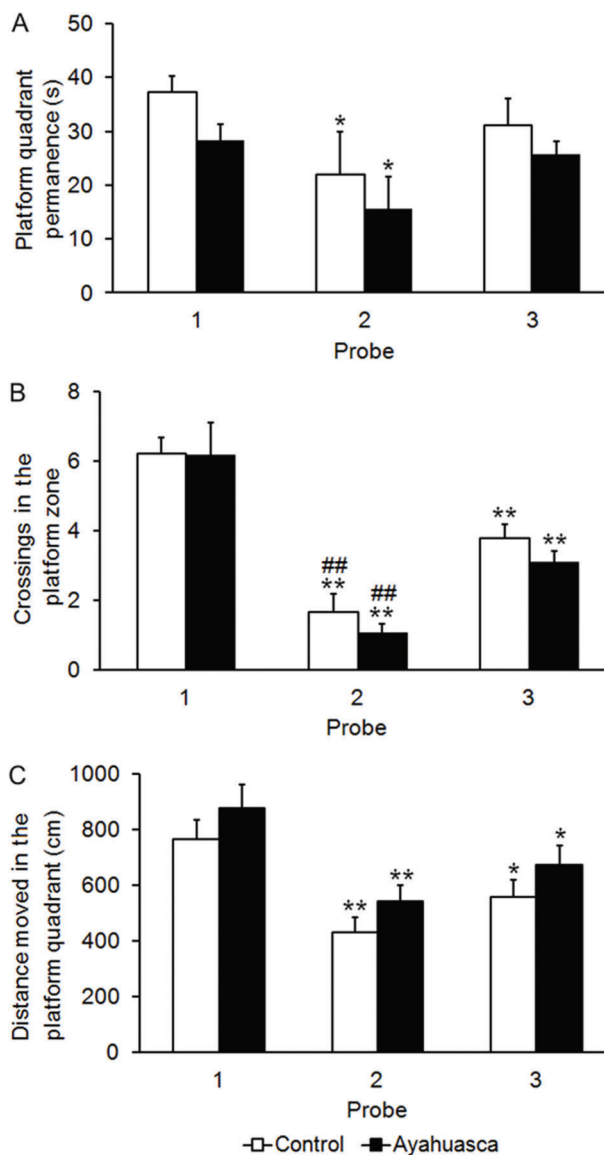 A
Platform quadrant
permanence (s)
50
40
30
20
10
0
* *
1 2 3
Probe
B
Crossings in the
platform zone
8
6
4
2
0
## ##
** ** ** **
1 2 3
Probe
C
Distance moved in the
platform quadrant (cm)
1000
800
600
400
200
0
** ** * *
1 2 3
Probe
Control Ayahuasca